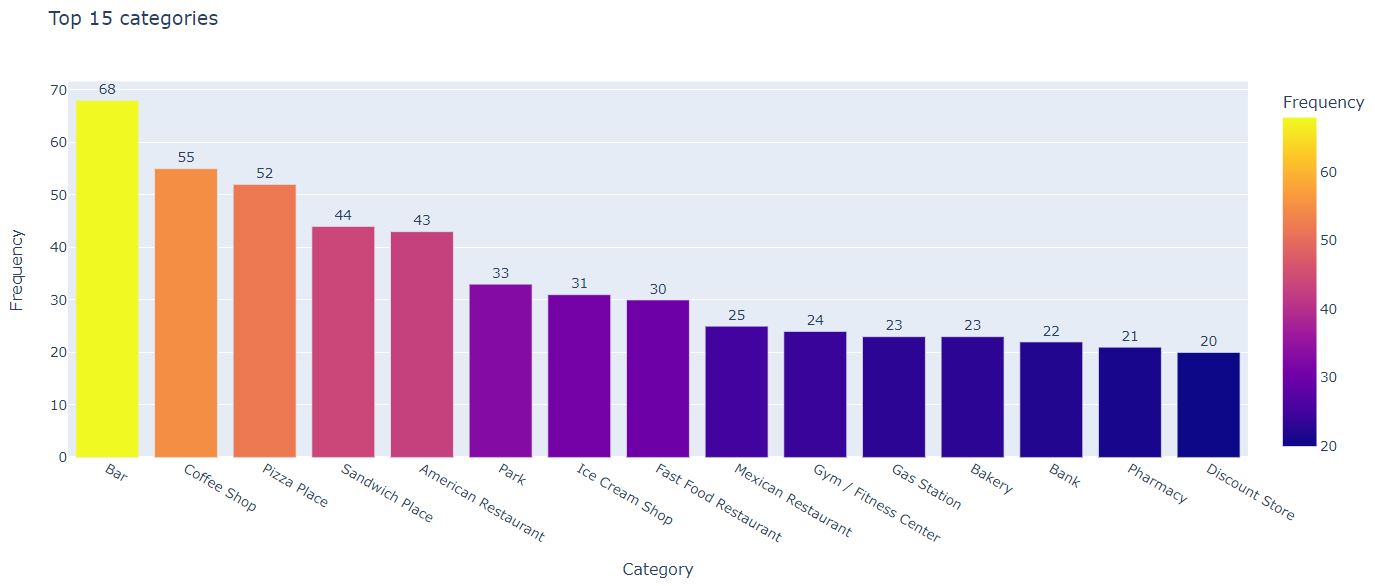 Top 15 categories
Frequency
70
60
50
40
30
20
10
0
68
55
52
44
43
33
31
30
25
24
23
23
22
21
20
Bar
Coffee Shop
Pizza Place
Sandwich Place
American Restaurant
Park
Ice Cream Shop
Fast Food Restaurant
Mexican Restaurant
Gym / Fitness Center
Gas Station
Bakery
Bank
Pharmacy
Discount Store
Category
Frequency
60
50
40
30
20